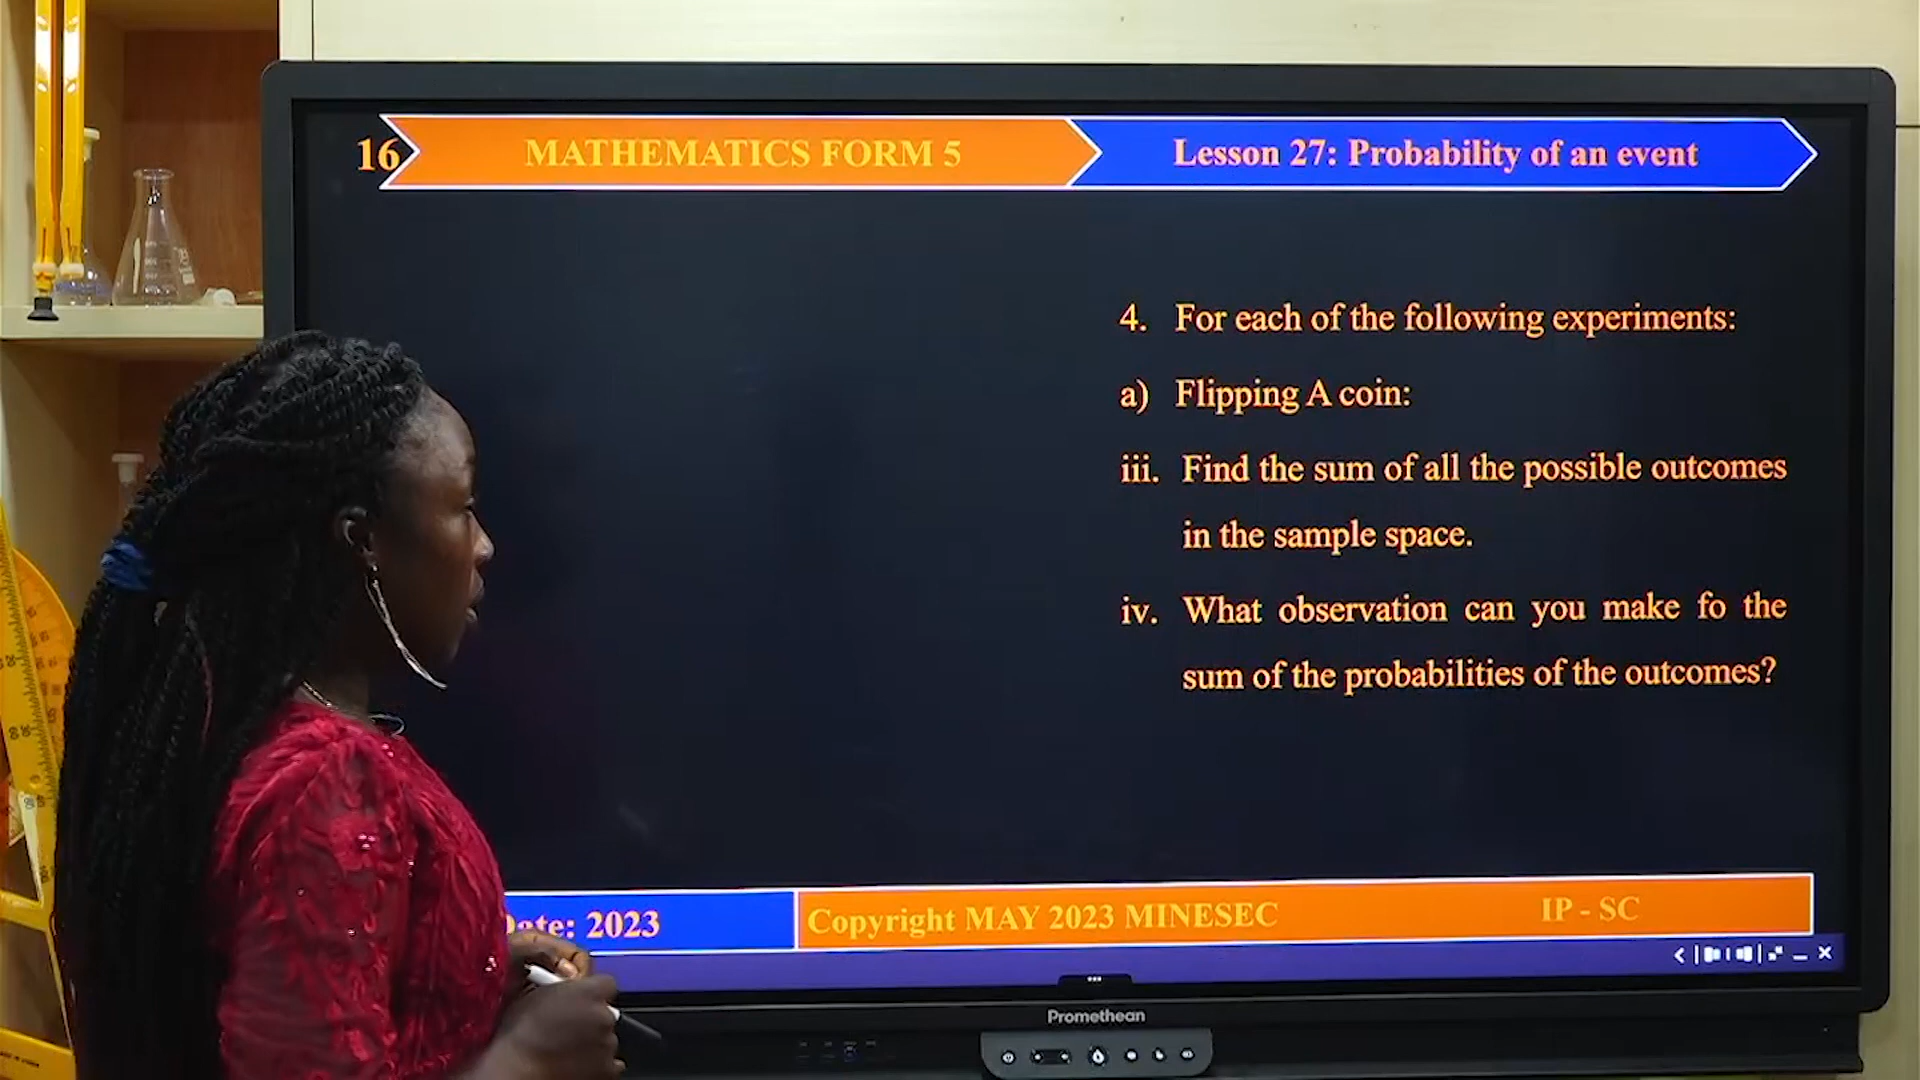 16
MATHEMATICS FORM 5
Lesson 27: Probability of an event
4. For each of the following experiments:
a) Flipping A coin:
iii. Find the sum of all the possible outcomes
in the sample space.
iv. What observation can you make fo the
sum of the probabilities of the outcomes?
Date: 2023
Copyright MAY 2023 MINESEC
IP - SC
Promethean